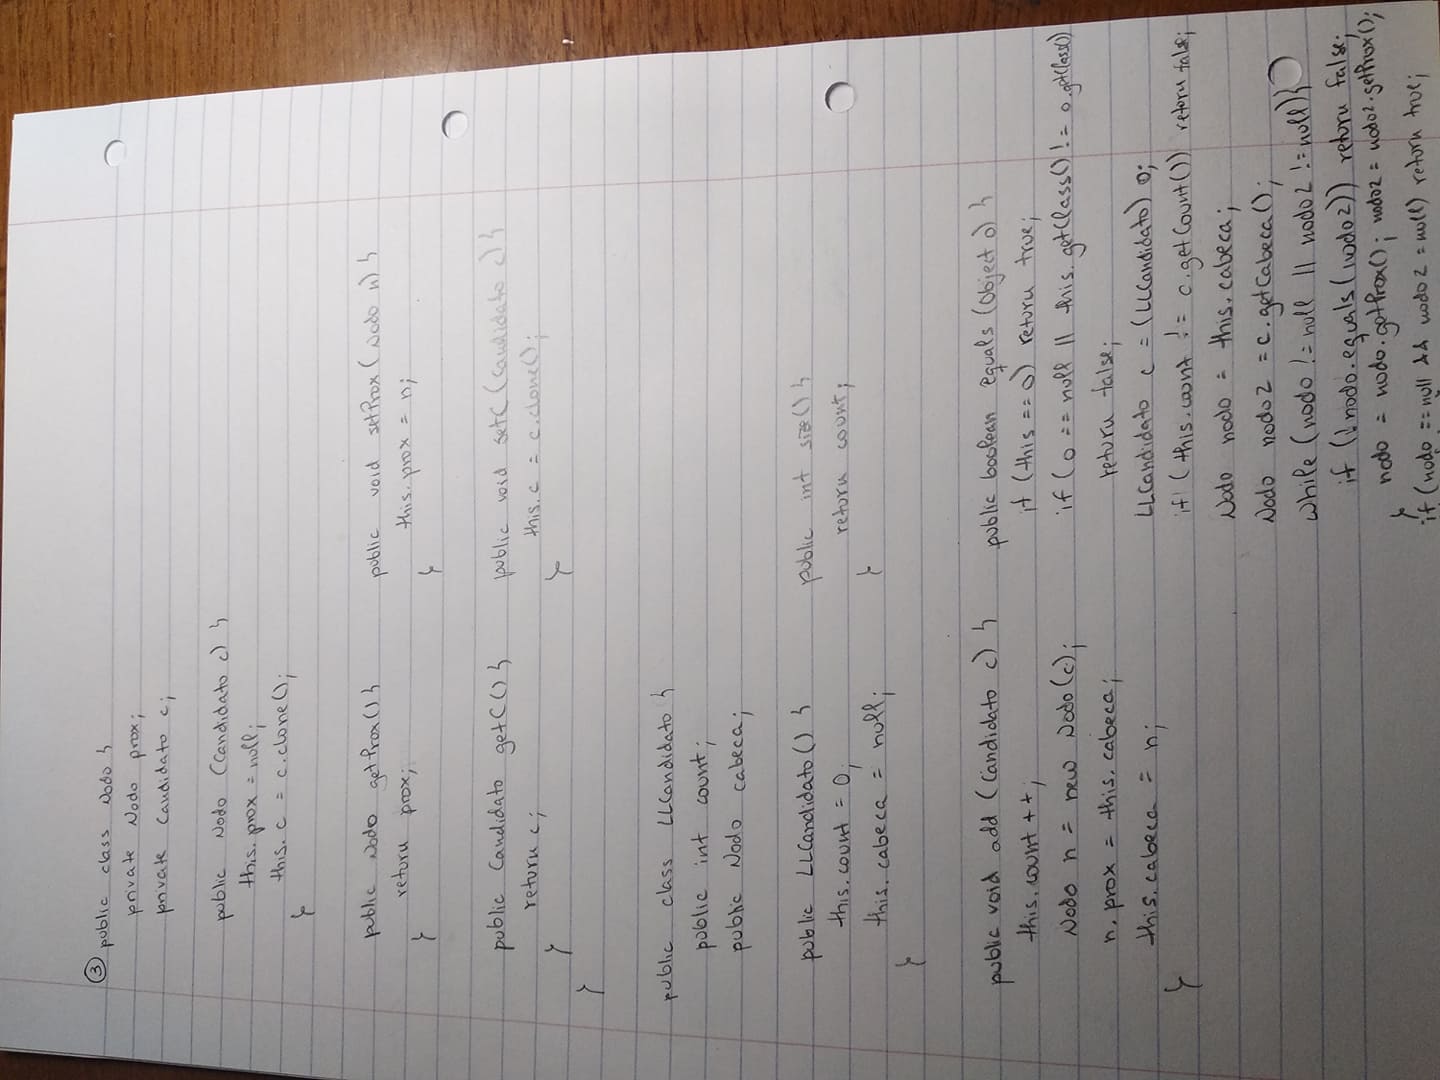 ③ public class Nodo {
private Nodo prox;
private Candidato c;
public Nodo (Candidato c) {
this.prox = null;
this.c = c.clone();
}
public Nodo getProx() {
return prox;
}
public void setProx (Nodo n) {
this.prox = n;
}
public Candidato getC() {
return c;
}
public void setC (Candidato c) {
this.c = c.clone();
}
}
public class LLCandidato {
public int count;
public Nodo cabeca;
public LLCandidato () {
this.count = 0;
this.cabeca = null;
}
public int size() {
return count;
}
public void add (Candidato c) {
this.count ++;
Nodo n = new Nodo(c);
n.prox = this.cabeca;
this.cabeca = n;
}
public boolean equals (Object o) {
if (this == o) return true;
if (o == null || this.getClass() != o.getClass())
return false;
LLCandidato c = (LLCandidato) o;
if (this.count != c.getCount()) return false;
Nodo nodo = this.cabeca;
Nodo nodo2 = c.getCabeca();
while (nodo != null || nodo2 != null) {
if (!nodo.equals(nodo2)) return false;
nodo = nodo.getProx(); nodo2 = nodo2.getProx();
}
if (nodo == null && nodo2 = null) return true;